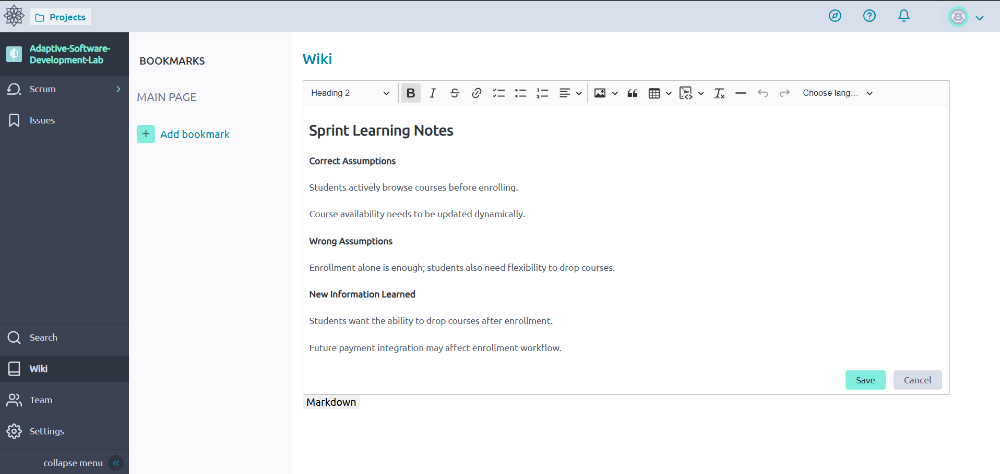 Projects
Adaptive-Software-
Development-Lab
Scrum
Issues
Search
Wiki
Team
Settings
collapse menu
BOOKMARKS
MAIN PAGE
+ Add bookmark
Wiki
Heading 2
Choose lang...
Sprint Learning Notes
Correct Assumptions
Students actively browse courses before enrolling.
Course availability needs to be updated dynamically.
Wrong Assumptions
Enrollment alone is enough; students also need flexibility to drop courses.
New Information Learned
Students want the ability to drop courses after enrollment.
Future payment integration may affect enrollment workflow.
Save
Cancel
Markdown